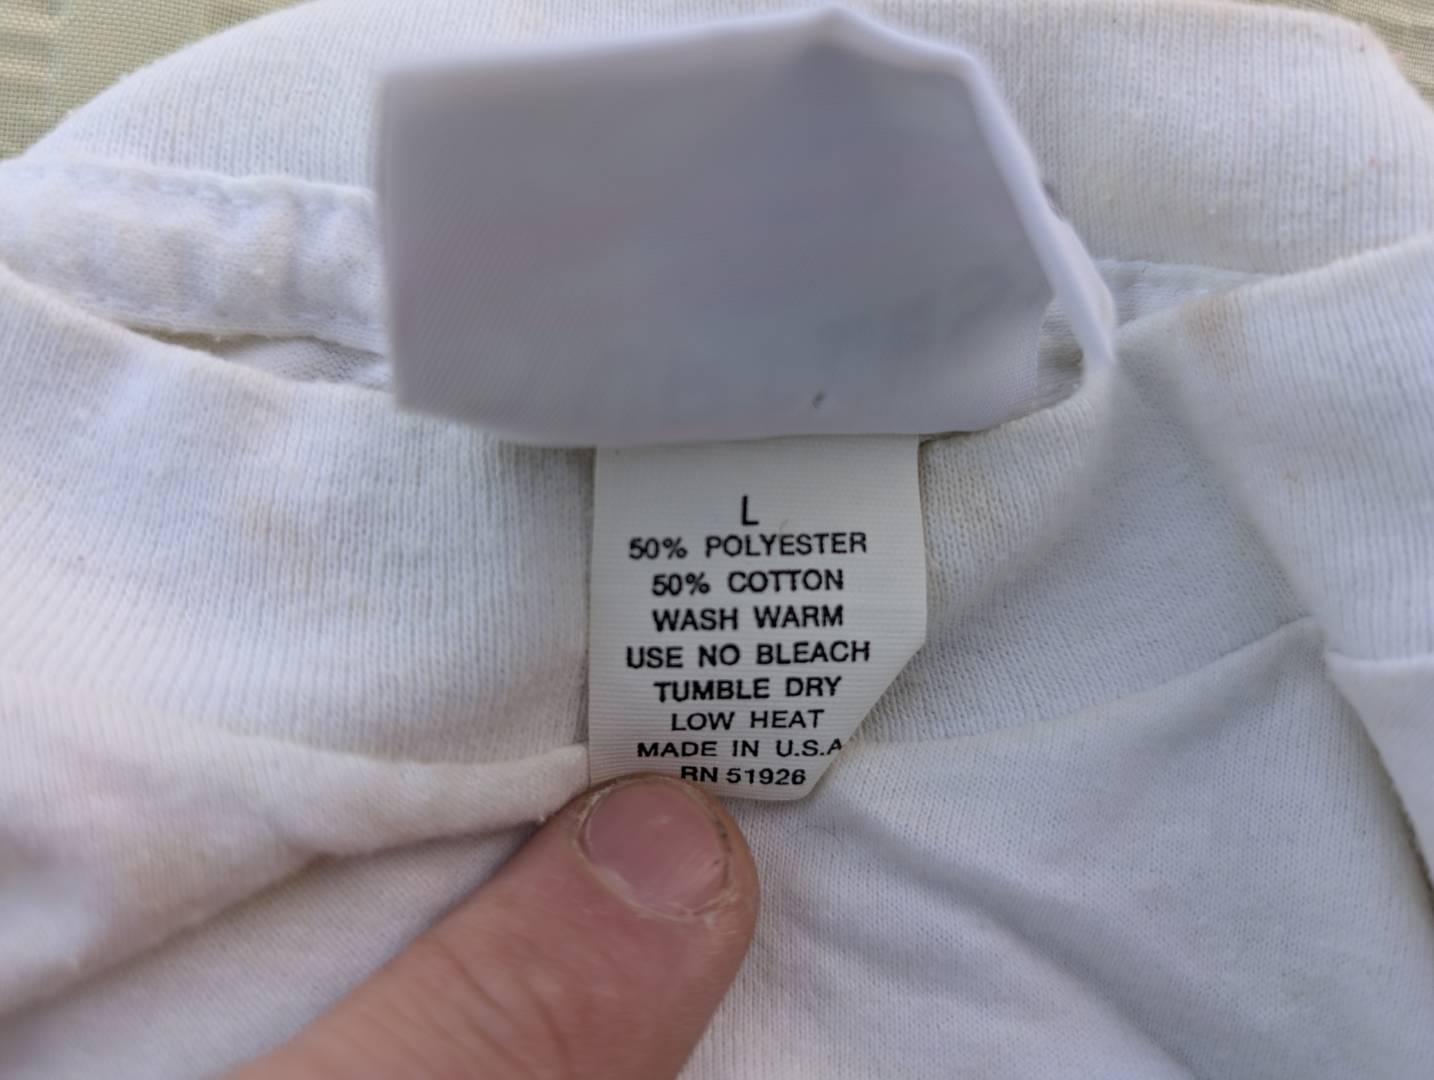 L
50% POLYESTER
50% COTTON
WASH WARM
USE NO BLEACH
TUMBLE DRY
LOW HEAT
MADE IN U.S.A
RN 51926